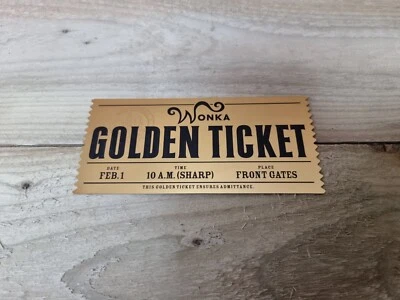 WONKA
GOLDEN TICKET
DATE TIME PLACE
FEB.1 10 A.M.(SHARP) FRONT GATES
THIS GOLDEN TICKET ENSURES ADMITTANCE.